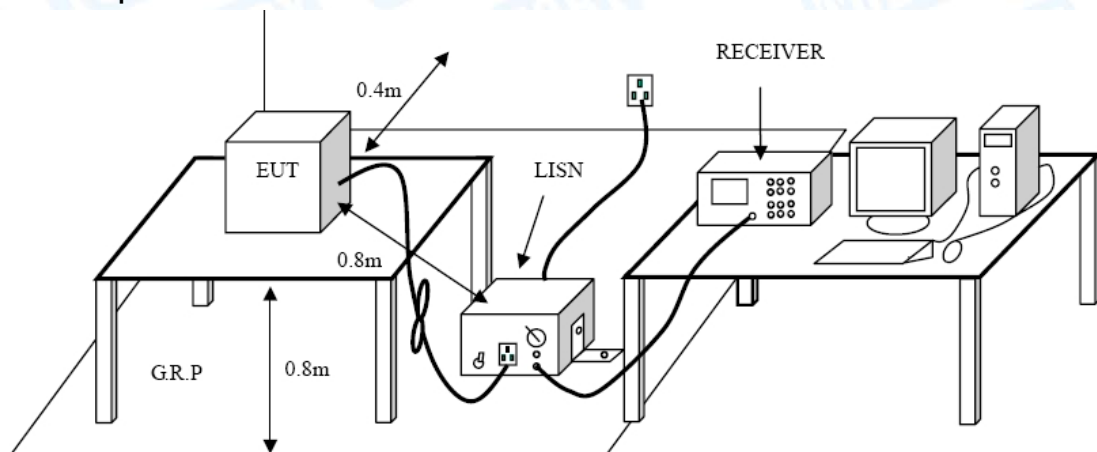 RECEIVER
0.4m
EUT
LISN
0.8m
G.R.P
0.8m